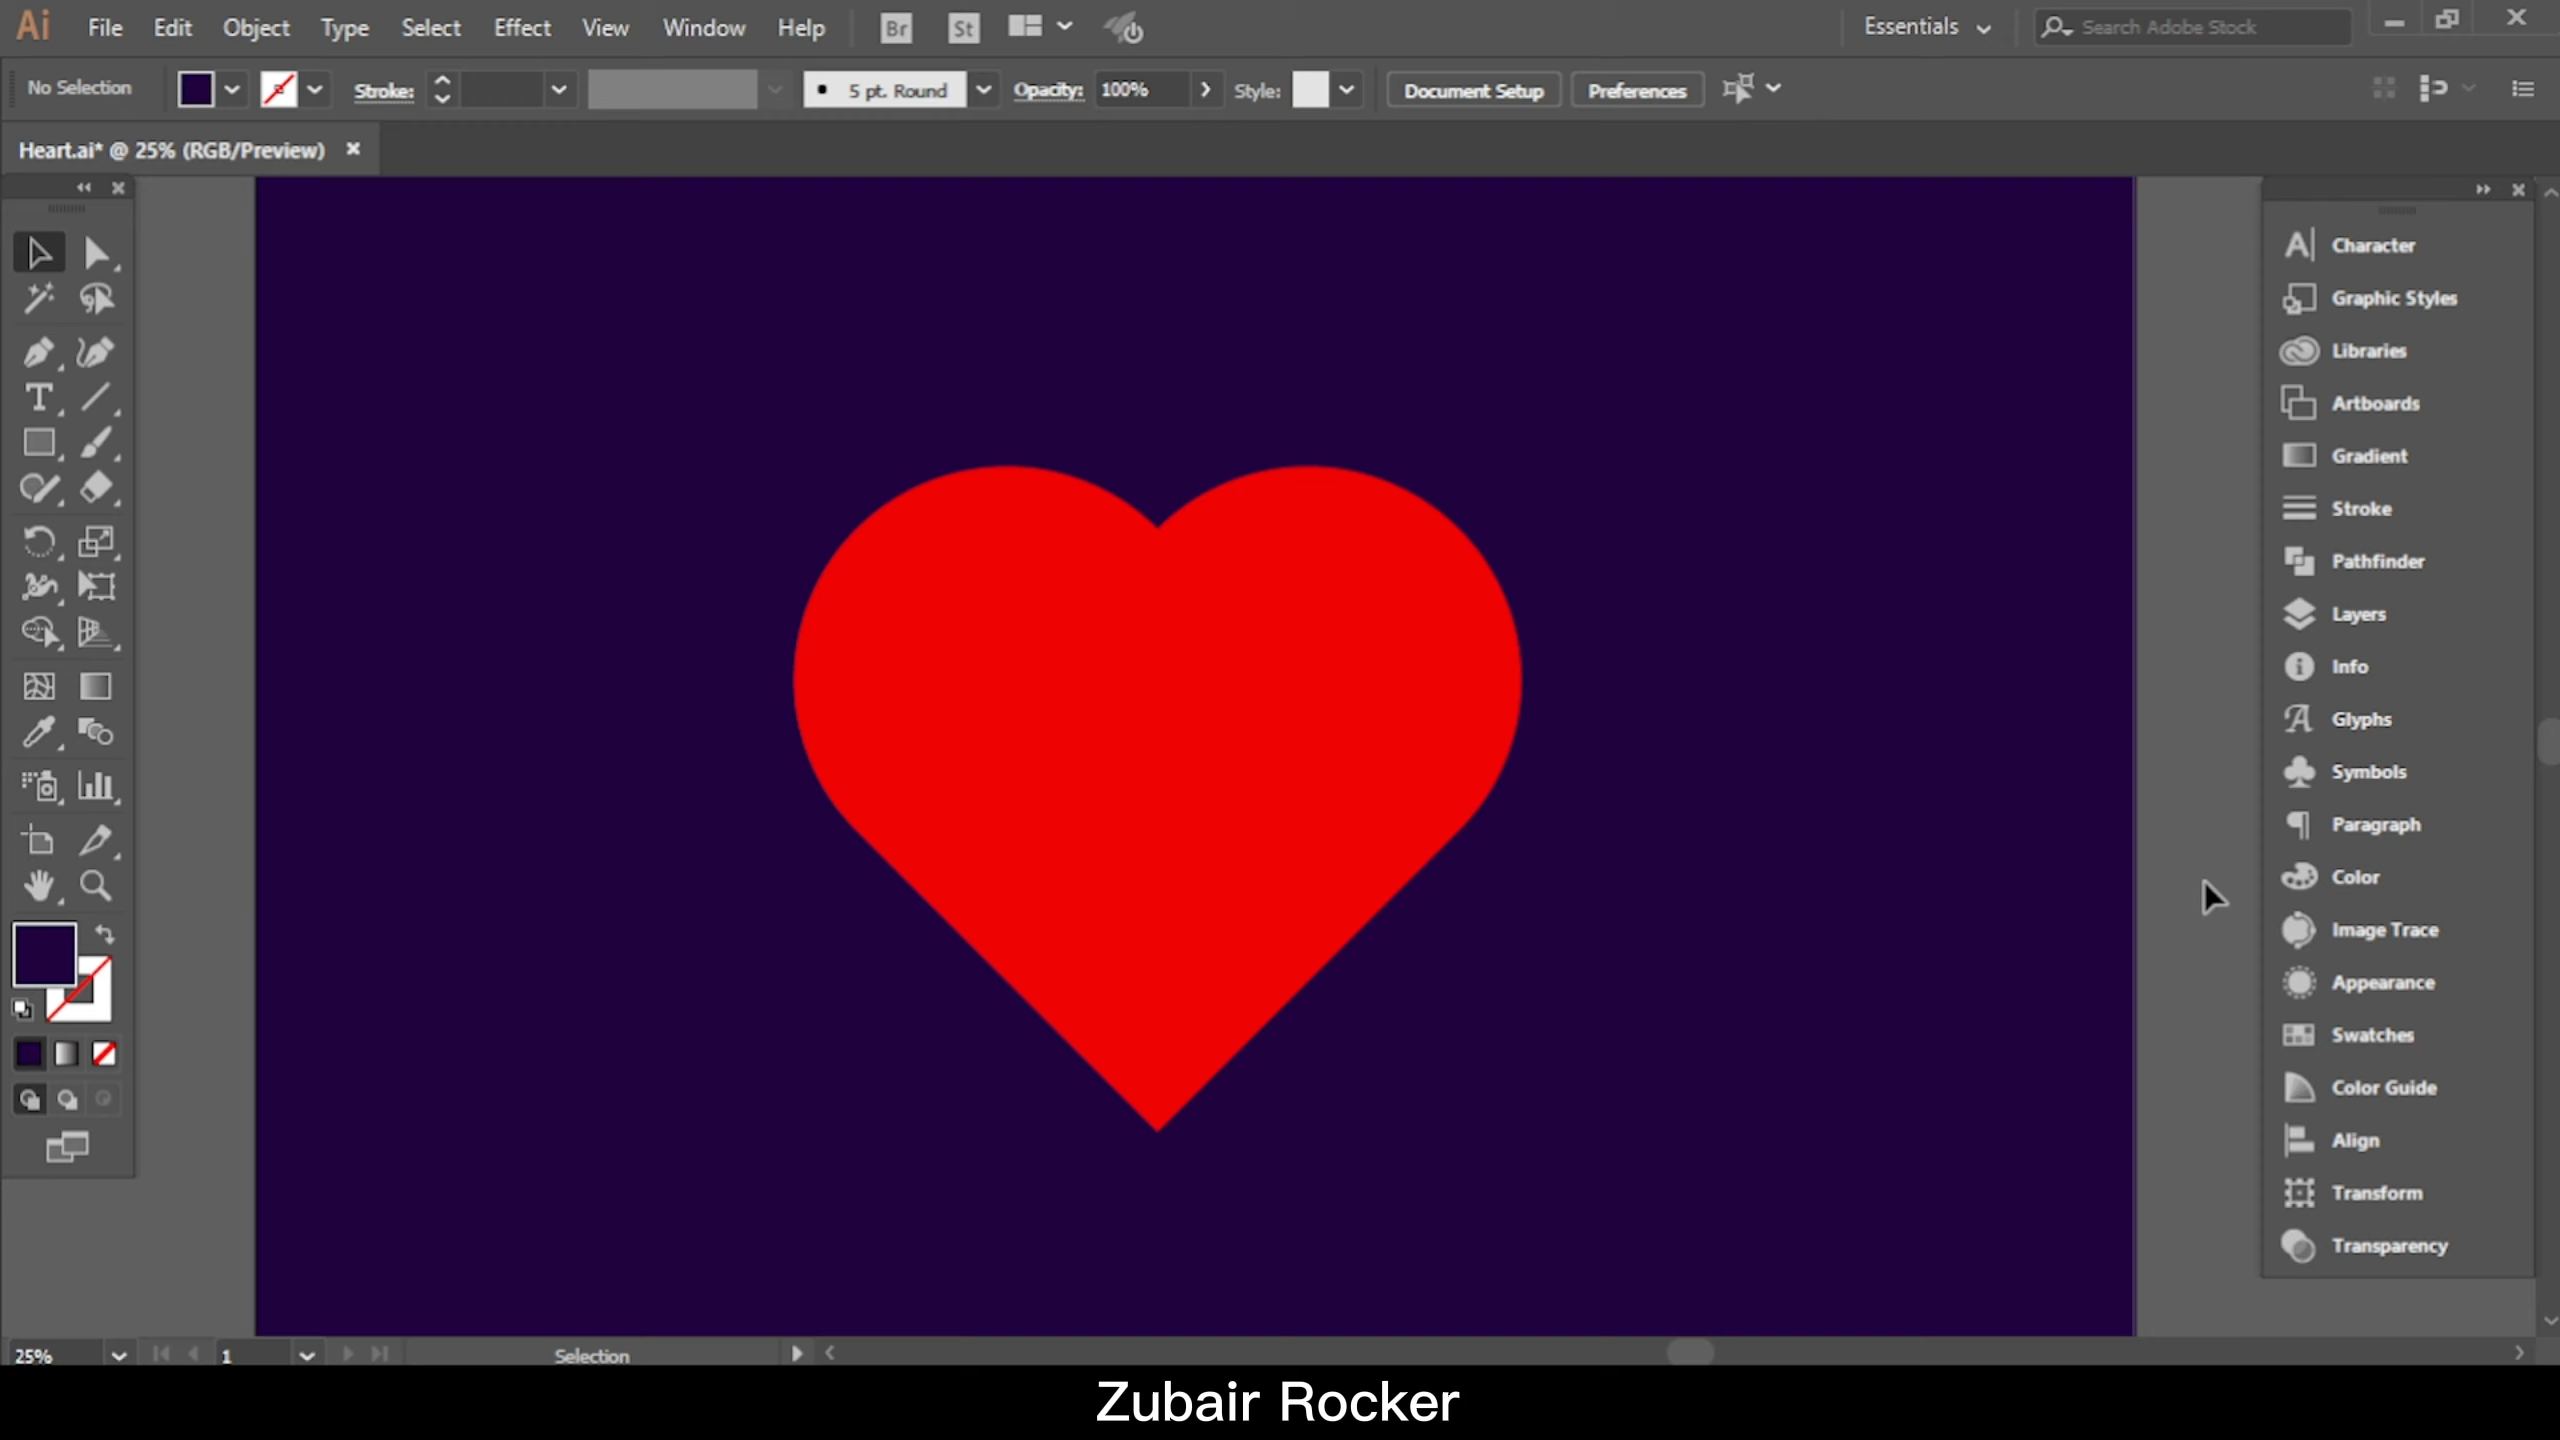 Ai File Edit Object Type Select Effect View Window Help Br St Essentials Search Adobe Stock
No Selection Stroke: 5 pt. Round Opacity: 100% Style: Document Setup Preferences
Heart.ai* @ 25% (RGB/Preview)
Character
Graphic Styles
Libraries
Artboards
Gradient
Stroke
Pathfinder
Layers
Info
Glyphs
Symbols
Paragraph
Color
Image Trace
Appearance
Swatches
Color Guide
Align
Transform
Transparency
25% 1 Selection
Zubair Rocker